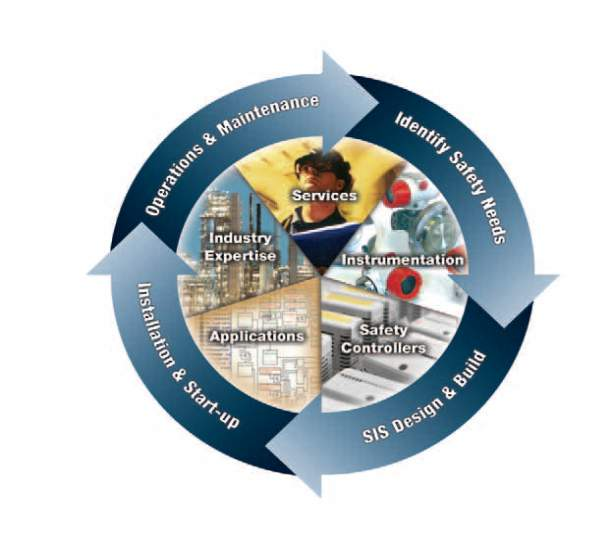 Operations & Maintenance
Identify Safety Needs
SIS Design & Build
Installation & Start-up
Services
Instrumentation
Safety
Controllers
Applications
Industry
Expertise